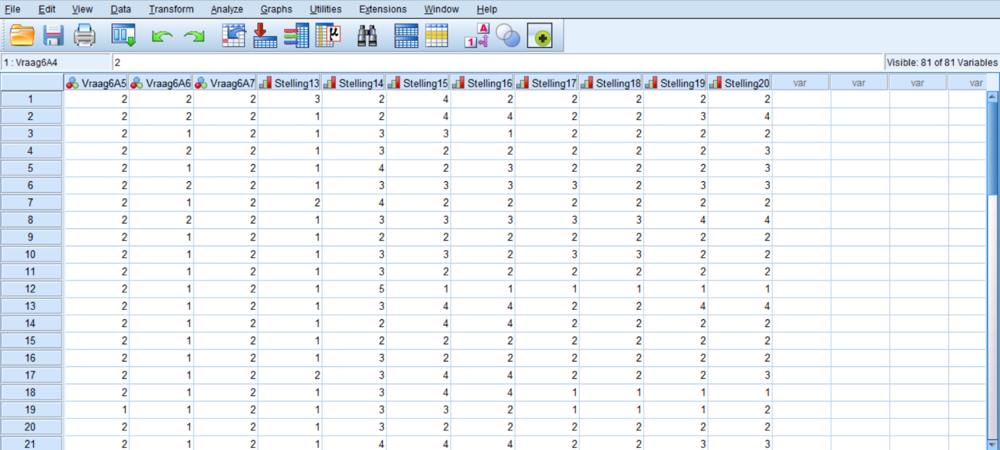 File Edit View Data Transform Analyze Graphs Utilities Extensions Window Help
A
1
μ
1 : Vraag6A4 2 Visible: 81 of 81 Variables
Vraag6A5 Vraag6A6 Vraag6A7 Stelling13 Stelling14 Stelling15 Stelling16 Stelling17 Stelling18 Stelling19 Stelling20 var var var var
1 2 2 2 3 2 4 2 2 2 2 2
2 2 2 2 1 2 4 4 2 2 3 4
3 2 1 2 1 3 3 1 2 2 2 2
4 2 2 2 1 3 2 2 2 2 2 3
5 2 1 2 1 4 2 3 2 2 2 3
6 2 2 2 1 3 3 3 3 2 3 3
7 2 1 2 2 4 2 2 2 2 2 2
8 2 2 2 1 3 3 3 3 3 4 4
9 2 1 2 1 2 2 2 2 2 2 2
10 2 1 2 1 3 3 2 3 3 2 2
11 2 1 2 1 3 2 2 2 2 2 2
12 2 1 2 1 5 1 1 1 1 1 1
13 2 1 2 1 3 4 4 2 2 4 4
14 2 1 2 1 2 4 4 2 2 2 2
15 2 1 2 1 2 2 2 2 2 2 2
16 2 1 2 1 3 2 2 2 2 2 2
17 2 1 2 2 3 4 4 2 2 2 3
18 2 1 2 1 3 4 4 1 1 1 1
19 1 1 2 1 3 3 2 1 1 1 2
20 2 1 2 1 3 2 2 2 2 2 2
21 2 1 2 1 4 4 4 2 2 3 3